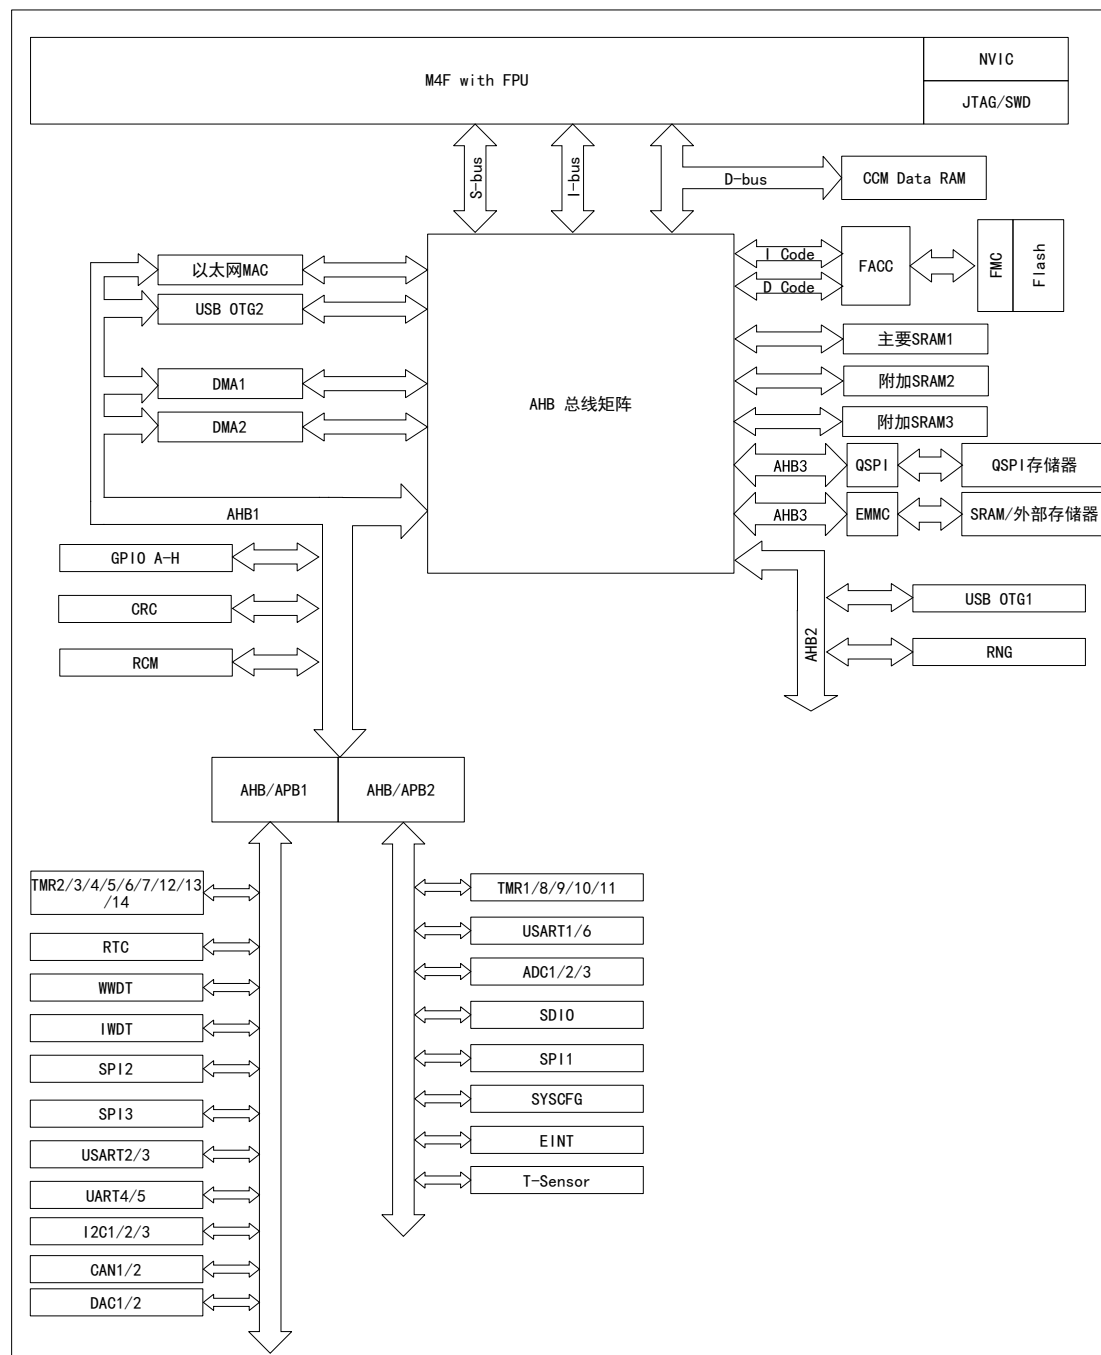 M4F with FPU
NVIC
JTAG/SWD
S-bus
I-bus
D-bus
CCM Data RAM
以太网MAC
USB OTG2
DMA1
DMA2
AHB 总线矩阵
I Code
D Code
FACC
FMC
Flash
主要SRAM1
附加SRAM2
附加SRAM3
AHB3
QSPI
QSPI存储器
AHB3
EMMC
SRAM/外部存储器
AHB1
GPIO A-H
CRC
RCM
AHB2
USB OTG1
RNG
AHB/APB1
AHB/APB2
TMR2/3/4/5/6/7/12/13
/14
RTC
WWDT
IWDT
SPI2
SPI3
USART2/3
UART4/5
I2C1/2/3
CAN1/2
DAC1/2
TMR1/8/9/10/11
USART1/6
ADC1/2/3
SDIO
SPI1
SYSCFG
EINT
T-Sensor